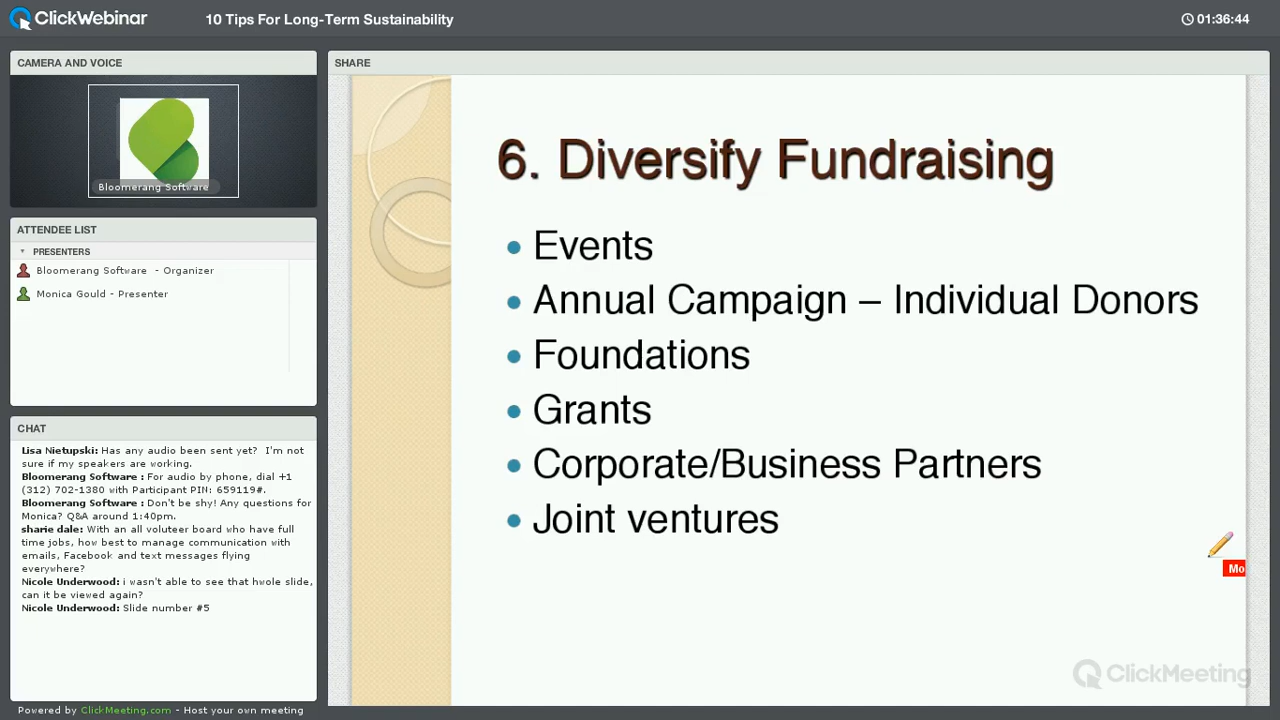 ClickWebinar
10 Tips For Long-Term Sustainability
01:36:44
CAMERA AND VOICE
Bloomerang Software
ATTENDEE LIST
PRESENTERS
Bloomerang Software - Organizer
Monica Gould - Presenter
CHAT
Lisa Nietupski: Has any audio been sent yet? I'm not
sure if my speakers are working.
Bloomerang Software : For audio by phone, dial +1
(312) 702-1380 with Participant PIN: 659119#.
Bloomerang Software : Don't be shy! Any questions for
Monica? Q&A around 1:40pm.
sharie dale: With an all voluteer board who have full
time jobs, how best to manage communication with
emails, Facebook and text messages flying
everywhere?
Nicole Underwood: i wasn't able to see that hwole slide,
can it be viewed again?
Nicole Underwood: Slide number #5
Powered by ClickMeeting.com - Host your own meeting
SHARE
6. Diversify Fundraising
• Events
• Annual Campaign – Individual Donors
• Foundations
• Grants
• Corporate/Business Partners
• Joint ventures
Mo
ClickMeeting